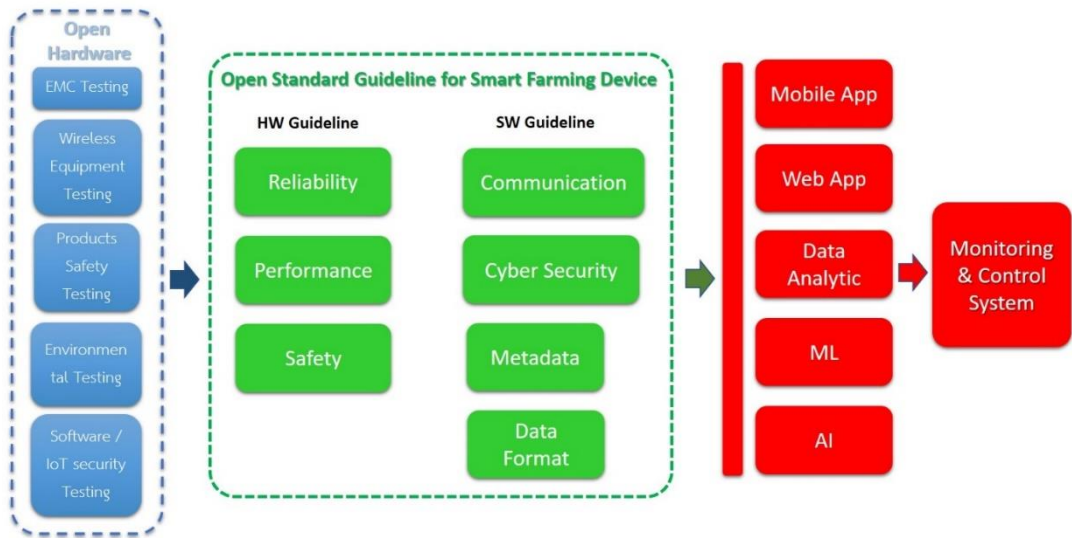 Open
Hardware
EMC Testing
Wireless
Equipment
Testing
Products
Safety
Testing
Environmen
tal Testing
Software /
IoT security
Testing
Open Standard Guideline for Smart Farming Device
HW Guideline
Reliability
Performance
Safety
SW Guideline
Communication
Cyber Security
Metadata
Data
Format
Mobile App
Web App
Data
Analytic
ML
AI
Monitoring
& Control
System